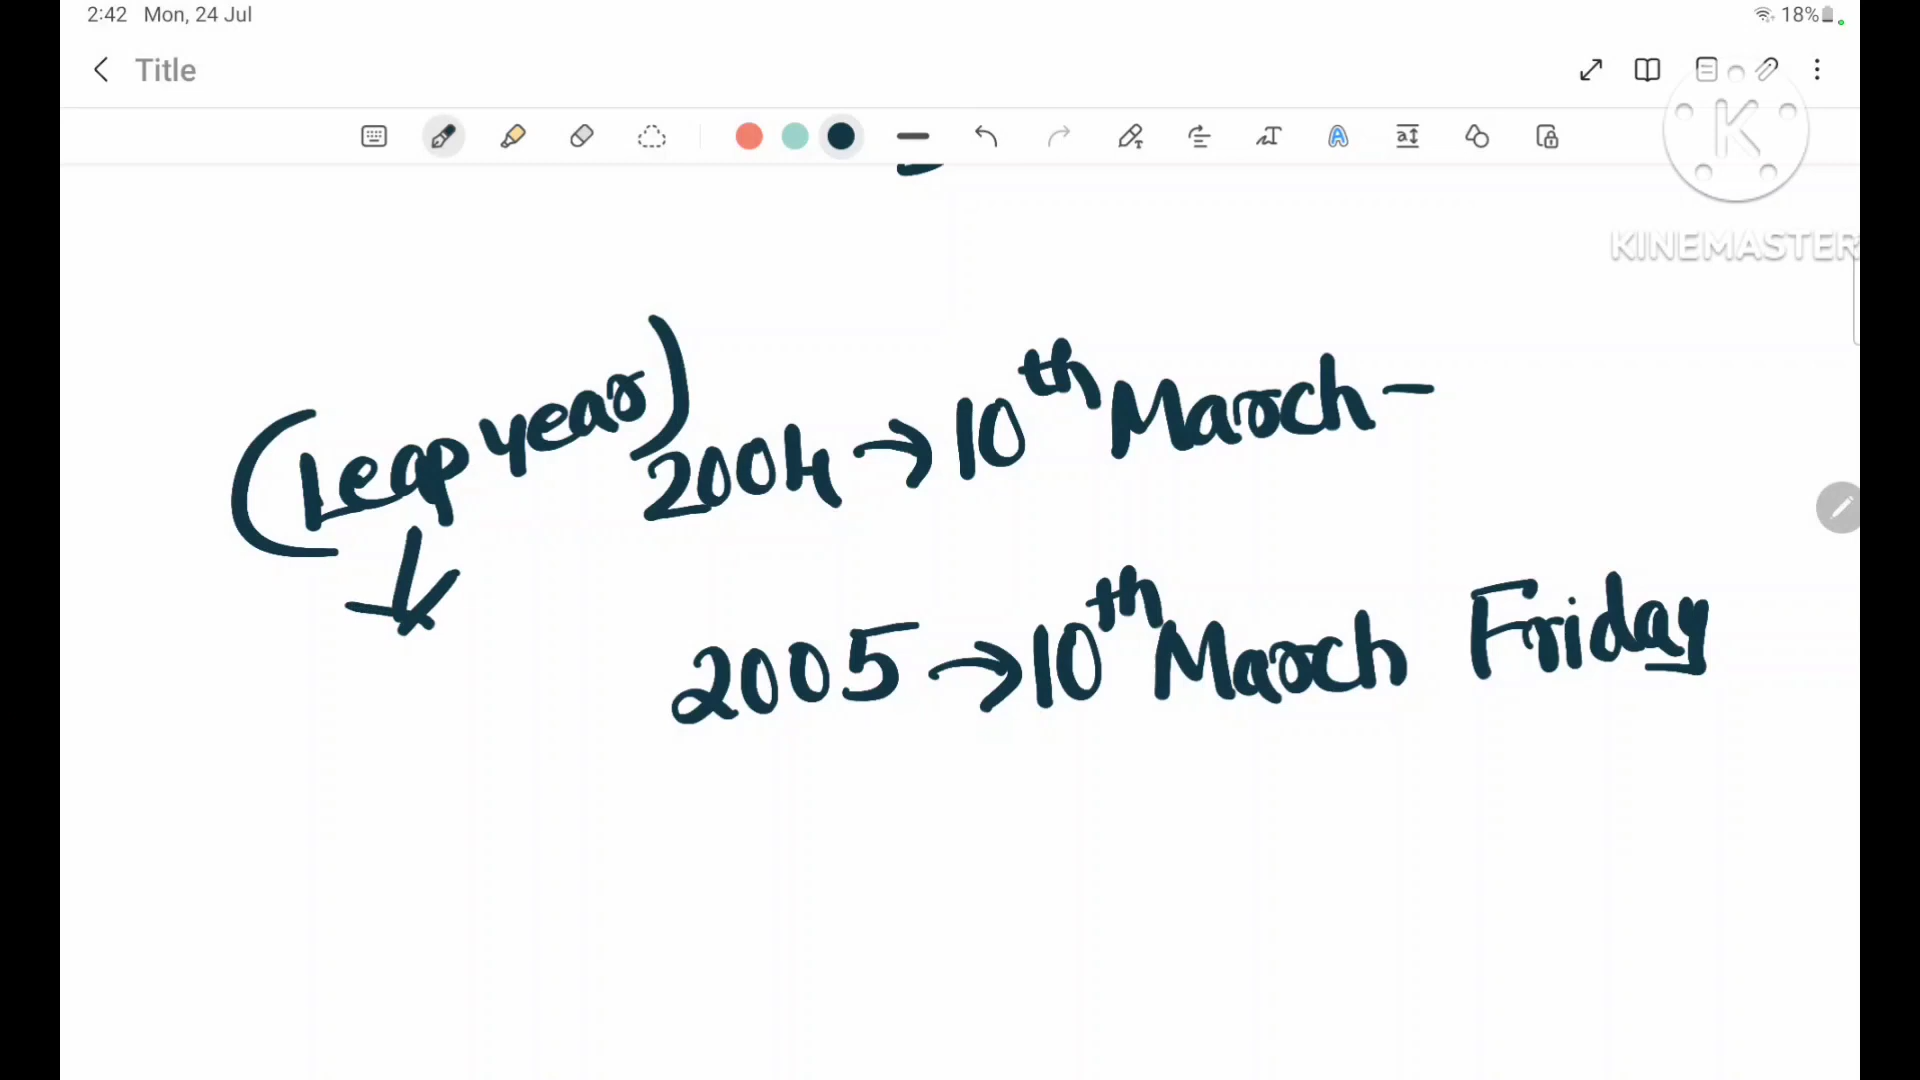 2:42 Mon, 24 Jul
18%
Title
K
KINEMASTER
(Leap year)
2004 → 10th March -
2005 → 10th March Friday